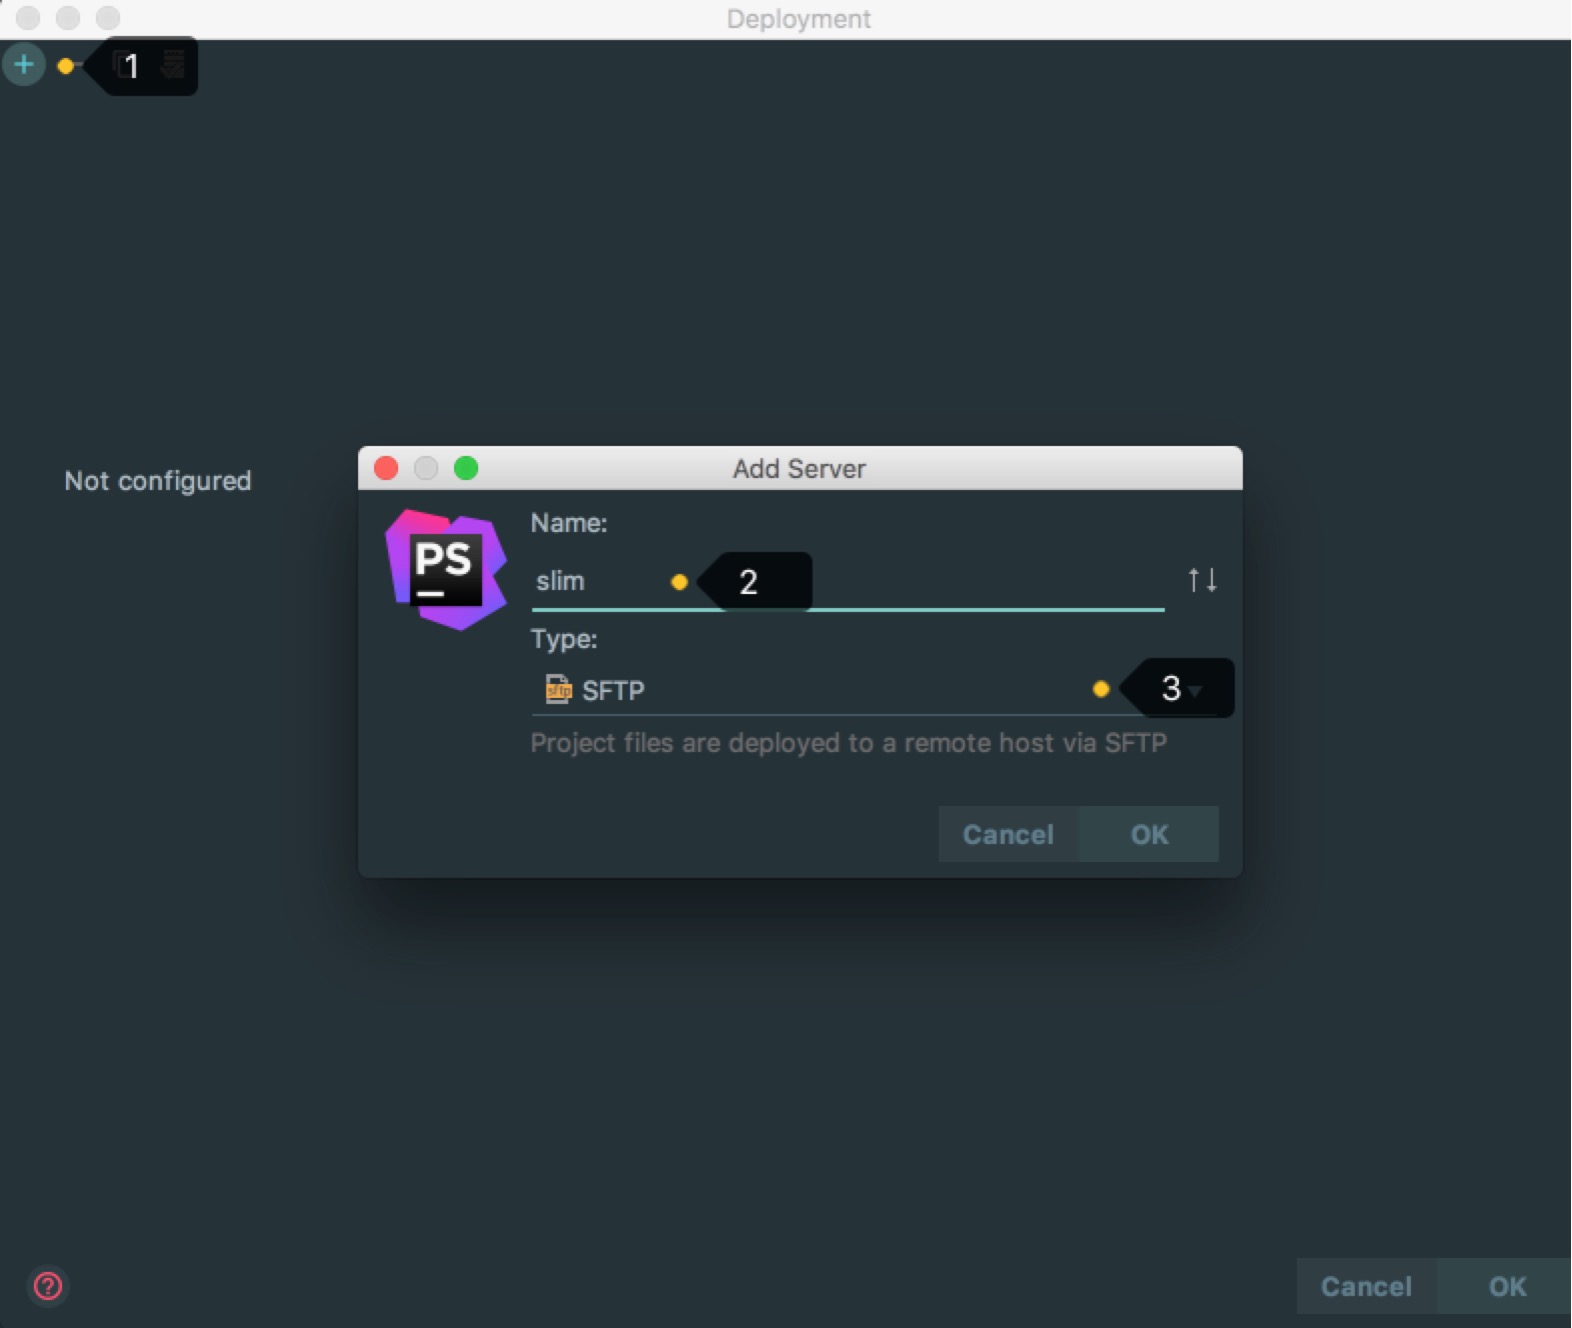 Deployment
1
Not configured
Add Server
PS
Name:
slim
2
Type:
sftp
SFTP
3
Project files are deployed to a remote host via SFTP
Cancel
OK
?
Cancel
OK